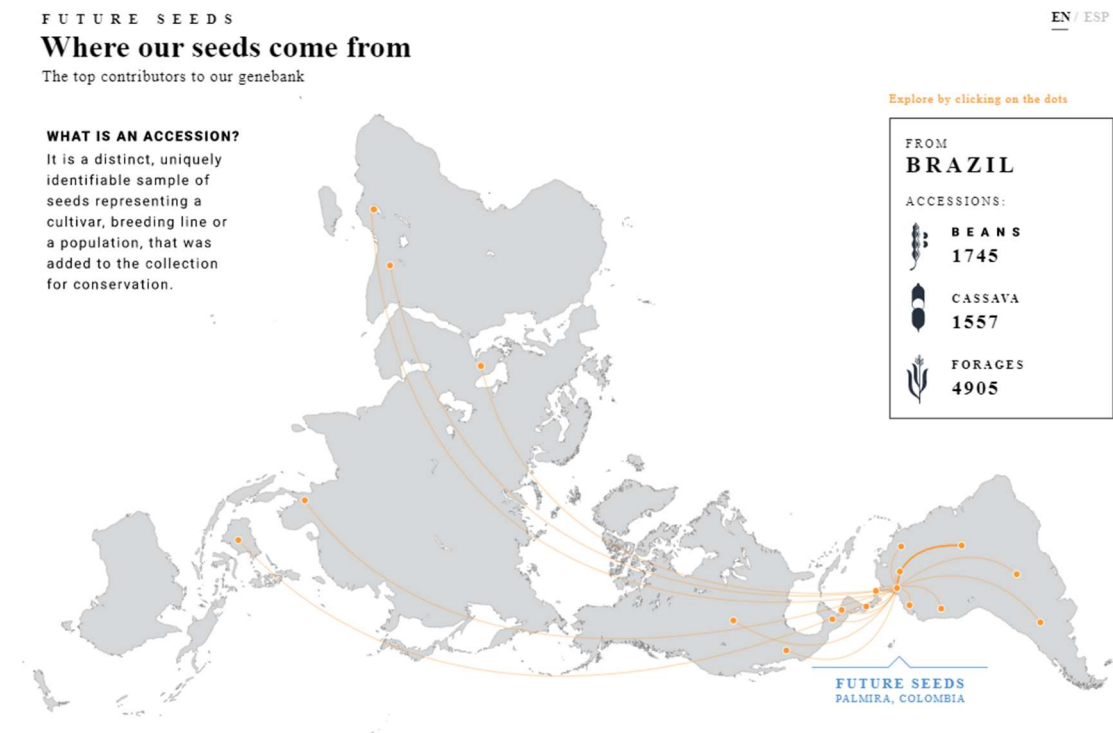 FUTURE SEEDS
Where our seeds come from
The top contributors to our genebank
EN / ESP
WHAT IS AN ACCESSION?
It is a distinct, uniquely
identifiable sample of
seeds representing a
cultivar, breeding line or
a population, that was
added to the collection
for conservation.
Explore by clicking on the dots
FROM
BRAZIL
ACCESSIONS:
BEANS
1745
CASSAVA
1557
FORAGES
4905
FUTURE SEEDS
PALMIRA, COLOMBIA